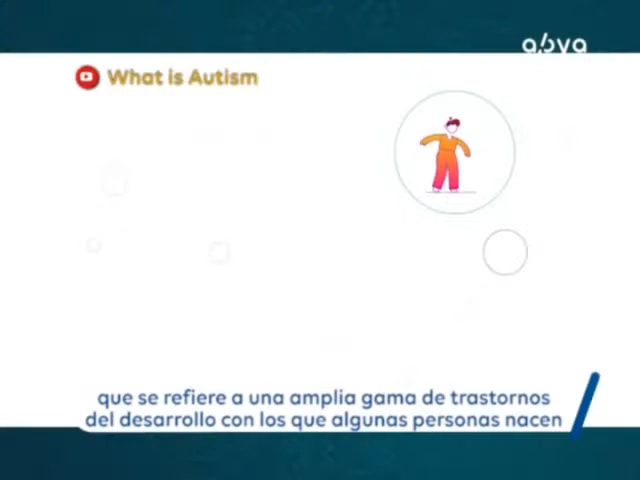 abya
What is Autism
que se refiere a una amplia gama de trastornos
del desarrollo con los que algunas personas nacen